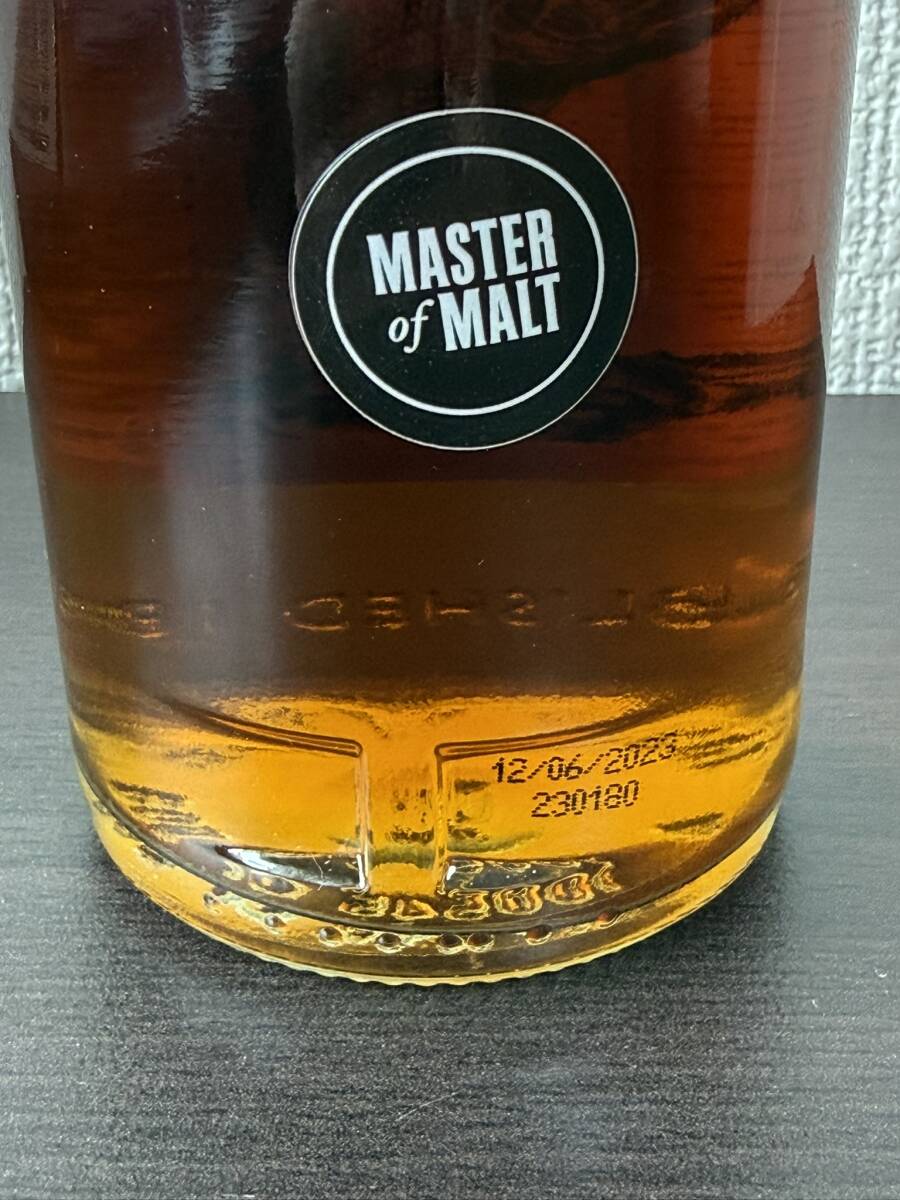 MASTER
of MALT
12/06/2023
230180